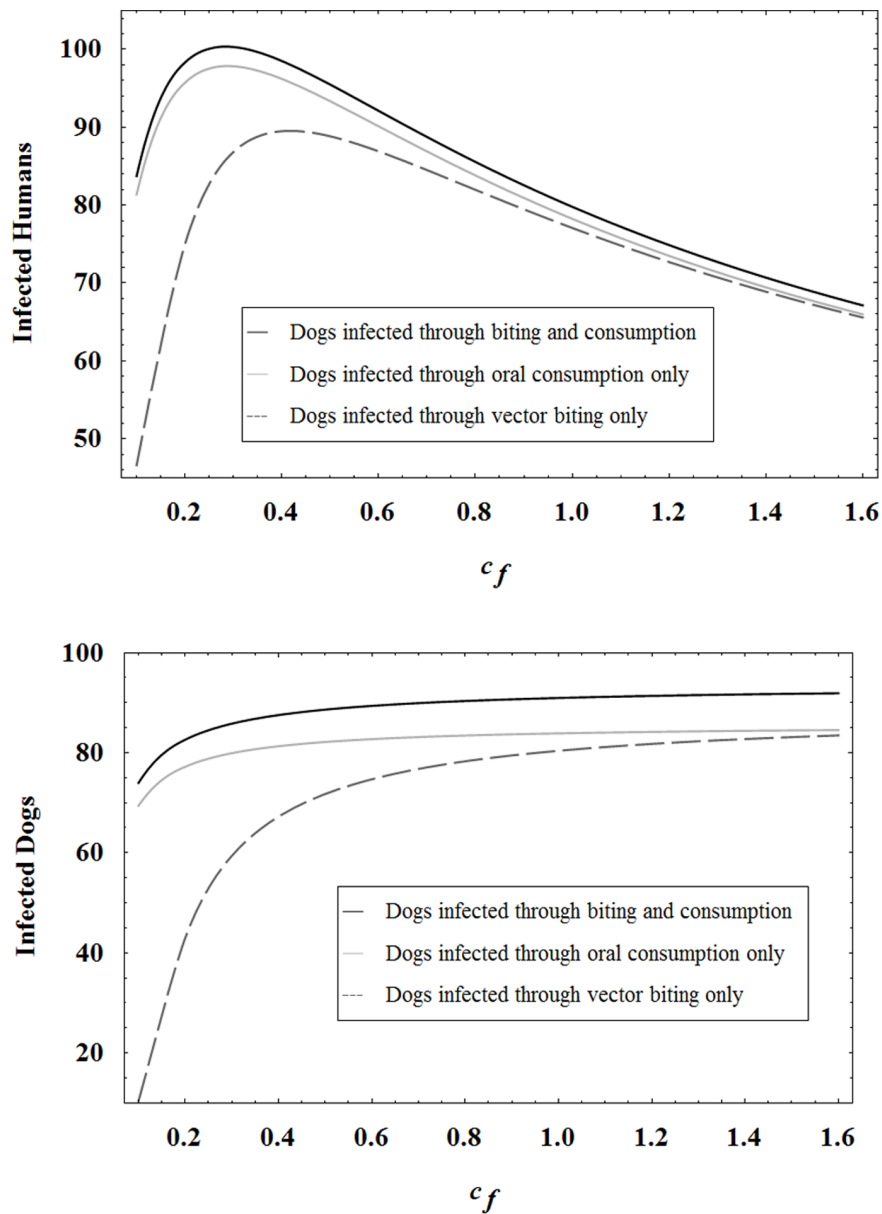 100
90
80
70
60
50
Infected Humans
Dogs infected through biting and consumption
Dogs infected through oral consumption only
Dogs infected through vector biting only
0.2 0.4 0.6 0.8 1.0 1.2 1.4 1.6
c f
100
80
60
40
20
Infected Dogs
Dogs infected through biting and consumption
Dogs infected through oral consumption only
Dogs infected through vector biting only
0.2 0.4 0.6 0.8 1.0 1.2 1.4 1.6
c f